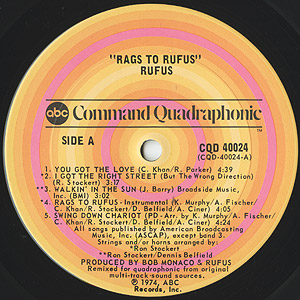 "RAGS TO RUFUS"
RUFUS
abc Command Quadraphonic
SIDE A
CQD 40024
(CQD-40024-A)
1. YOU GOT THE LOVE (C. Khan/R. Parker) 4:39
*2. I GOT THE RIGHT STREET (But The Wrong Direction)
(R. Stockert) 3:17
**3. WALKIN' IN THE SUN (J. Barry) Broadside Music,
Inc. (BMI) 3:33
4. RAGS TO RUFUS - Instrumental (K. Murphy/A. Fischer/
C. Khan/R. Stockert/D. Belfield/A. Ciner) 4:24
5. SWING DOWN CHARIOT (PD - Arr. by K. Murphy/A. Fischer/
C. Khan/R. Stockert/D. Belfield/A. Ciner) 4:24
All songs published by American Broadcasting
Music, Inc. (ASCAP), except band 3.
Strings and/or horns arranged by:
*Ron Stockert
**Ron Stockert/Dennis Belfield
PRODUCED BY BOB MONACO & RUFUS
Remixed for quadraphonic from original
multi-track sound sources.
℗ 1974, ABC
Records, Inc.